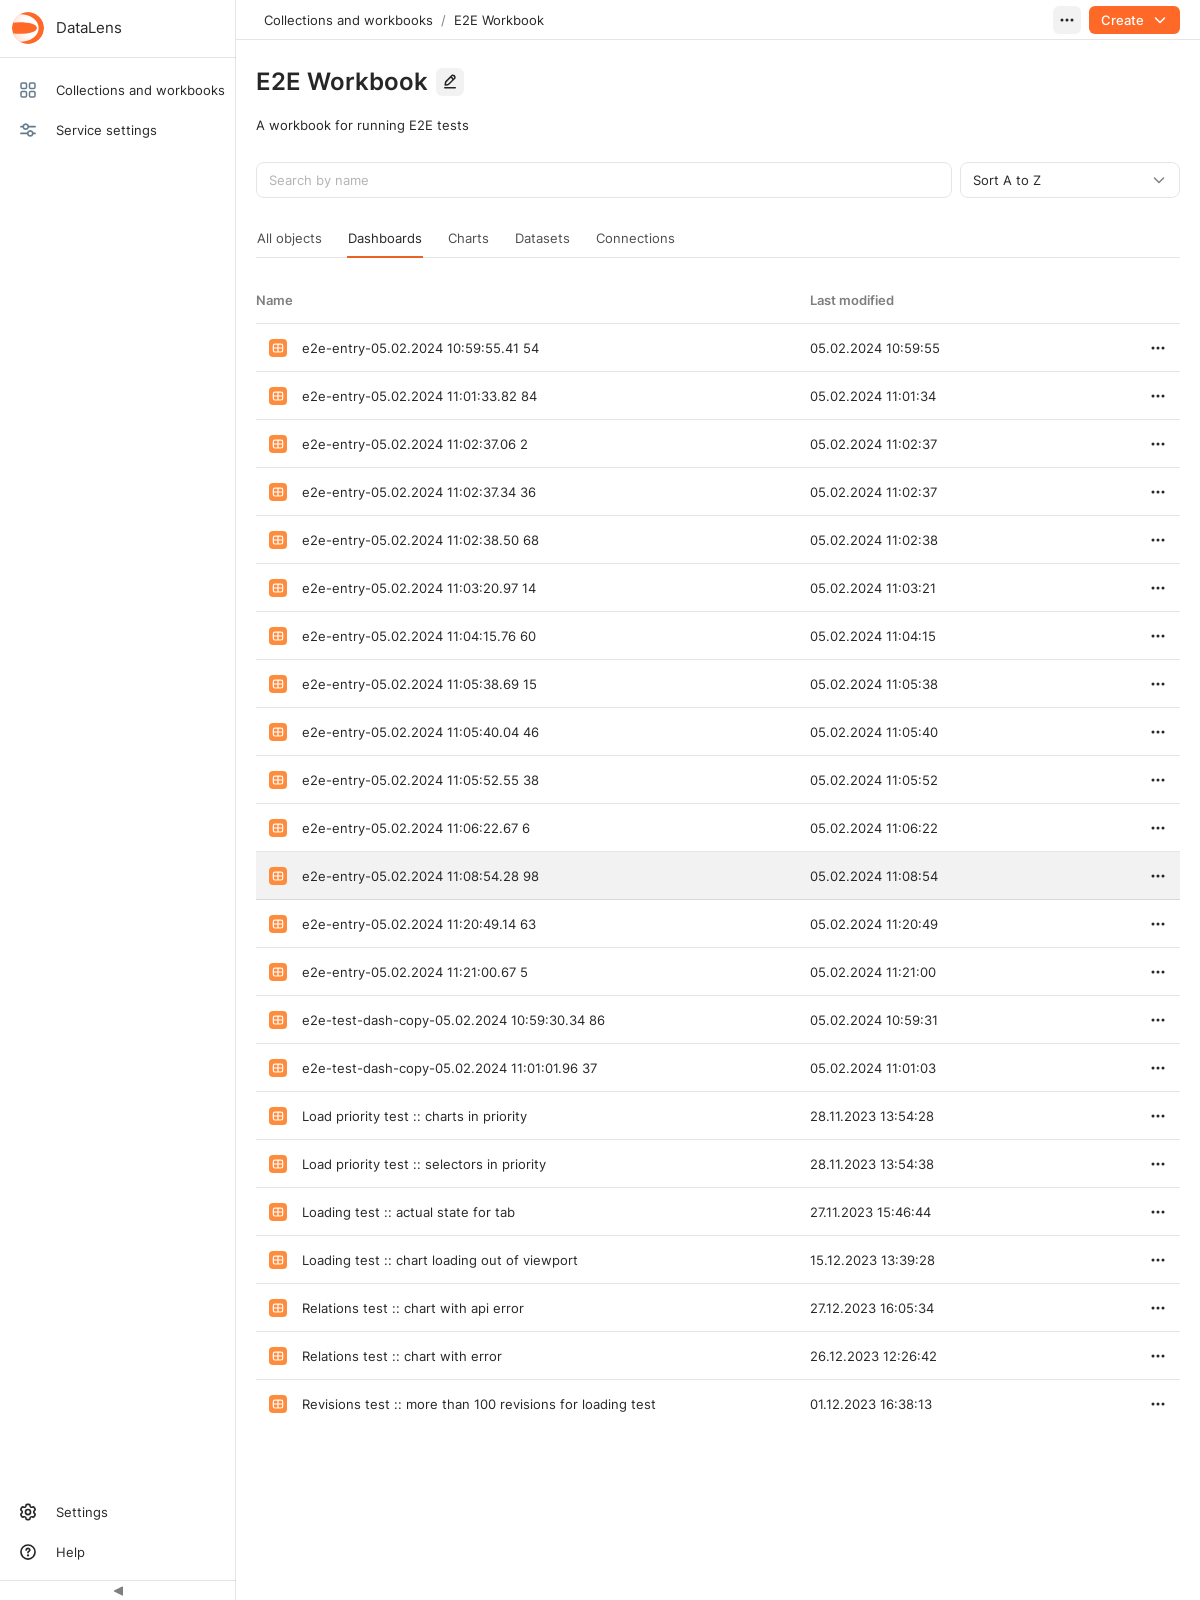 DataLens
Collections and workbooks
Service settings
Settings
Help
Collections and workbooks / E2E Workbook
Create
E2E Workbook
A workbook for running E2E tests
Search by name
Sort A to Z
All objects Dashboards Charts Datasets Connections
Name Last modified
e2e-entry-05.02.2024 10:59:55.41 54 05.02.2024 10:59:55
e2e-entry-05.02.2024 11:01:33.82 84 05.02.2024 11:01:34
e2e-entry-05.02.2024 11:02:37.06 2 05.02.2024 11:02:37
e2e-entry-05.02.2024 11:02:37.34 36 05.02.2024 11:02:37
e2e-entry-05.02.2024 11:02:38.50 68 05.02.2024 11:02:38
e2e-entry-05.02.2024 11:03:20.97 14 05.02.2024 11:03:21
e2e-entry-05.02.2024 11:04:15.76 60 05.02.2024 11:04:15
e2e-entry-05.02.2024 11:05:38.69 15 05.02.2024 11:05:38
e2e-entry-05.02.2024 11:05:40.04 46 05.02.2024 11:05:40
e2e-entry-05.02.2024 11:05:52.55 38 05.02.2024 11:05:52
e2e-entry-05.02.2024 11:06:22.67 6 05.02.2024 11:06:22
e2e-entry-05.02.2024 11:08:54.28 98 05.02.2024 11:08:54
e2e-entry-05.02.2024 11:20:49.14 63 05.02.2024 11:20:49
e2e-entry-05.02.2024 11:21:00.67 5 05.02.2024 11:21:00
e2e-test-dash-copy-05.02.2024 10:59:30.34 86 05.02.2024 10:59:31
e2e-test-dash-copy-05.02.2024 11:01:01.96 37 05.02.2024 11:01:03
Load priority test :: charts in priority 28.11.2023 13:54:28
Load priority test :: selectors in priority 28.11.2023 13:54:38
Loading test :: actual state for tab 27.11.2023 15:46:44
Loading test :: chart loading out of viewport 15.12.2023 13:39:28
Relations test :: chart with api error 27.12.2023 16:05:34
Relations test :: chart with error 26.12.2023 12:26:42
Revisions test :: more than 100 revisions for loading test 01.12.2023 16:38:13